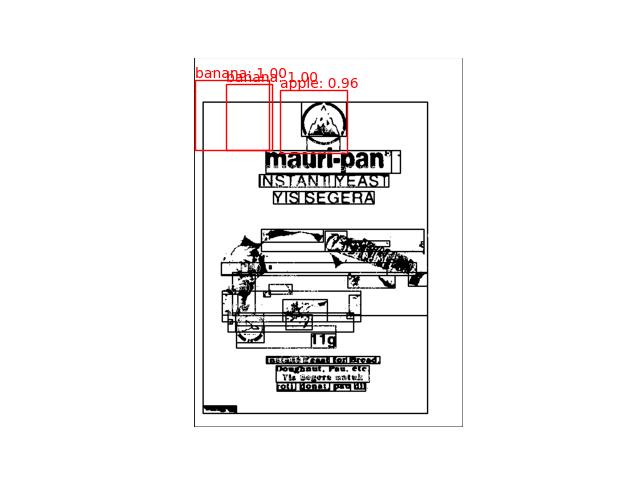 banana: 1.00
banana: 1.00
apple: 0.96
mauri-pan
INSTANT YEAST
YIS SEGERA
11g
Instant Yeast for Bread,
Doughnut, Pau, etc
Yis Segera untuk
roti, donat, pau dll